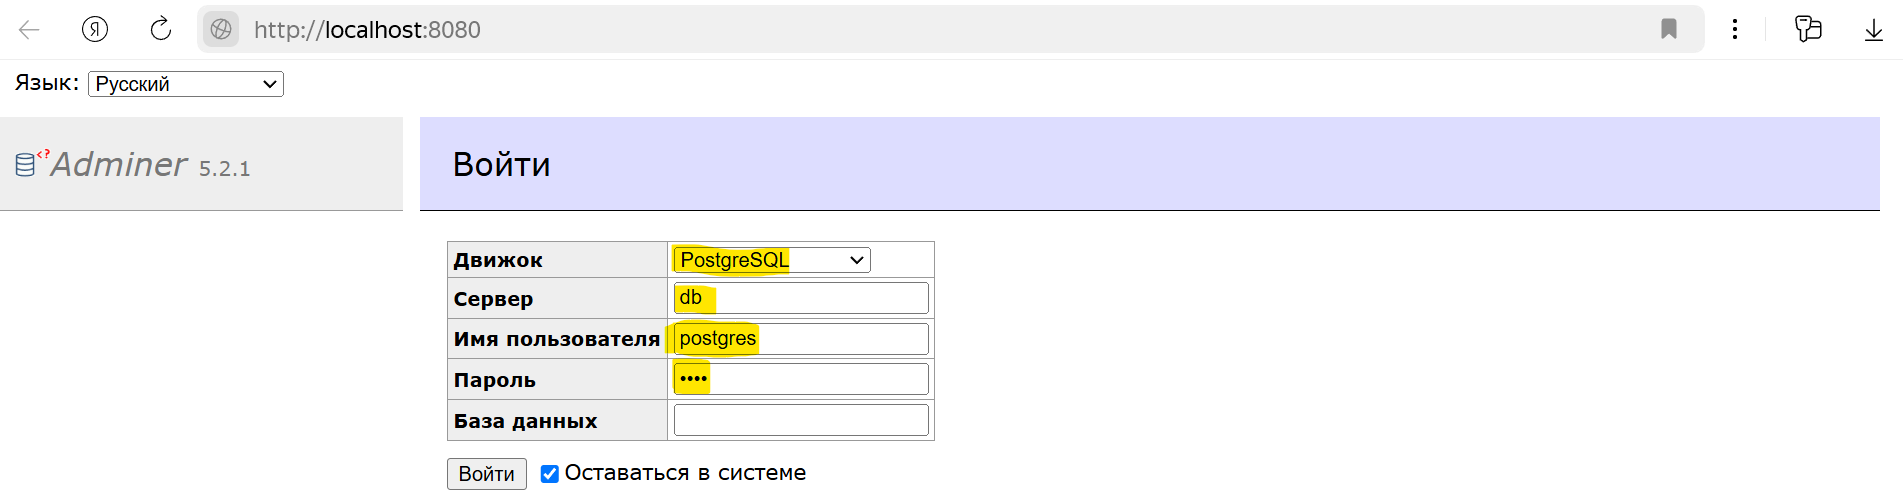 Я http://localhost:8080
Язык: Русский
<? Adminer 5.2.1
Войти
Движок PostgreSQL
Сервер db
Имя пользователя postgres
Пароль ••••
База данных
Войти Оставаться в системе